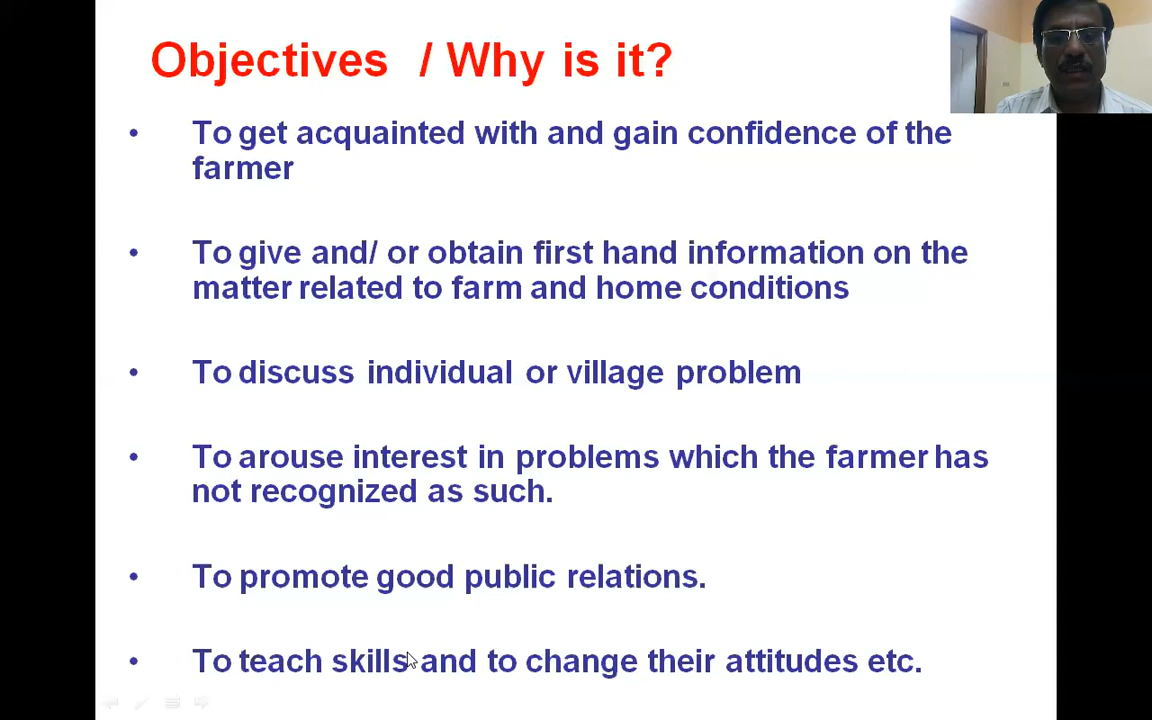 Objectives / Why is it?
• To get acquainted with and gain confidence of the
farmer
• To give and/ or obtain first hand information on the
matter related to farm and home conditions
• To discuss individual or village problem
• To arouse interest in problems which the farmer has
not recognized as such.
• To promote good public relations.
• To teach skills and to change their attitudes etc.